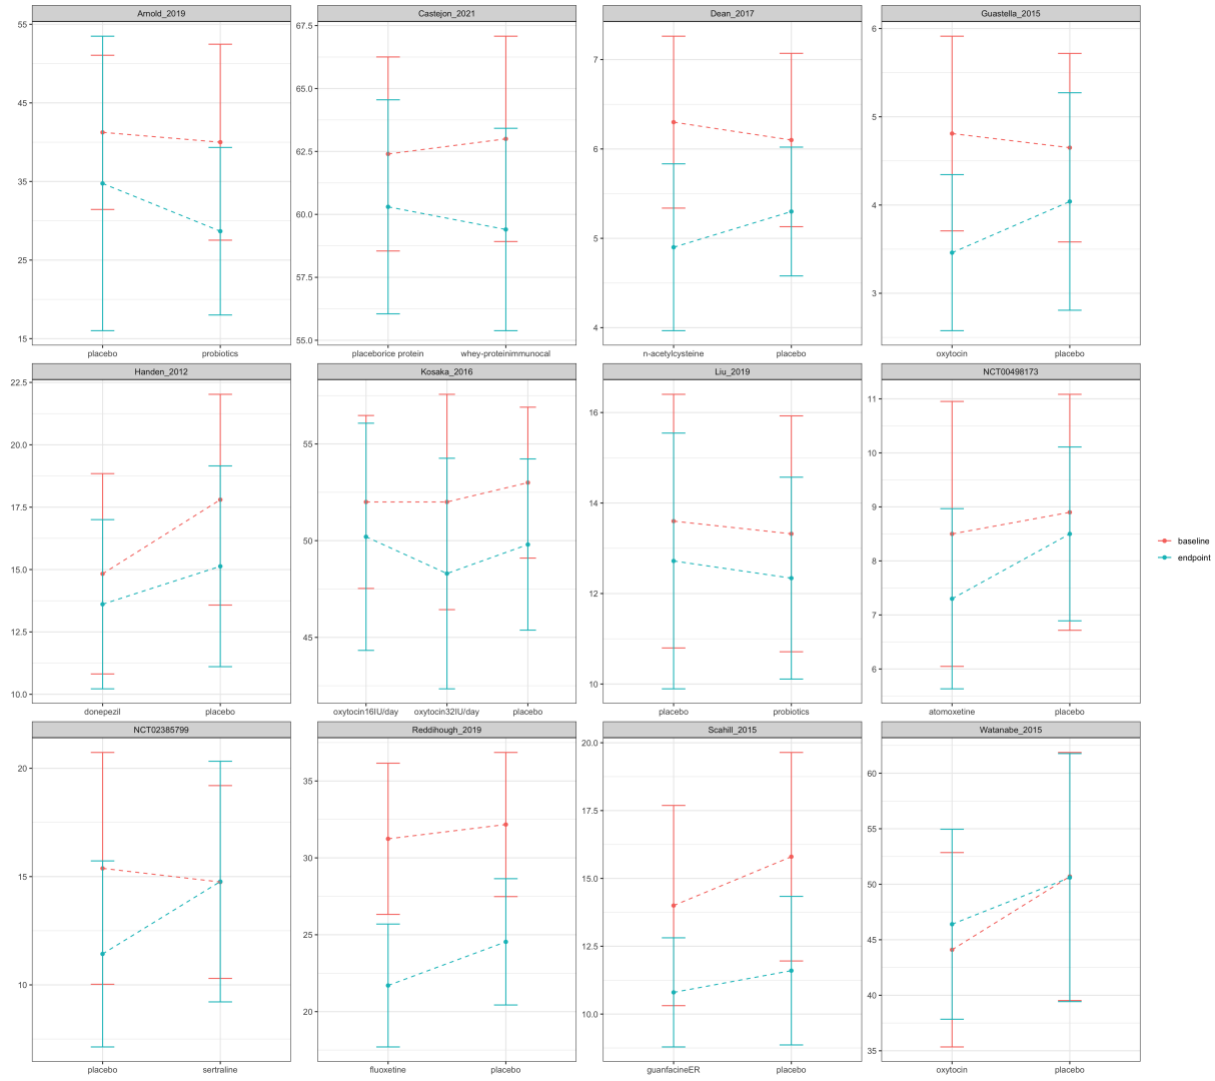 Arnold_2019
55
45
35
25
15
placebo probiotics
Castejon_2021
67.5
65.0
62.5
60.0
57.5
55.0
placeborice protein whey-proteinimmunocal
Dean_2017
7
6
5
4
n-acetylcysteine placebo
Guastella_2015
6
5
4
3
oxytocin placebo
Handen_2012
22.5
20.0
17.5
15.0
12.5
10.0
donepezil placebo
Kosaka_2016
55
50
45
oxytocin16IU/day oxytocin32IU/day placebo
Liu_2019
16
14
12
10
placebo probiotics
NCT00498173
11
10
9
8
7
6
atomoxetine placebo
baseline
endpoint
NCT02385799
20
15
10
placebo sertraline
Reddihough_2019
35
30
25
20
fluoxetine placebo
Scahill_2015
20.0
17.5
15.0
12.5
10.0
guanfacineER placebo
Watanabe_2015
60
55
50
45
40
35
oxytocin placebo